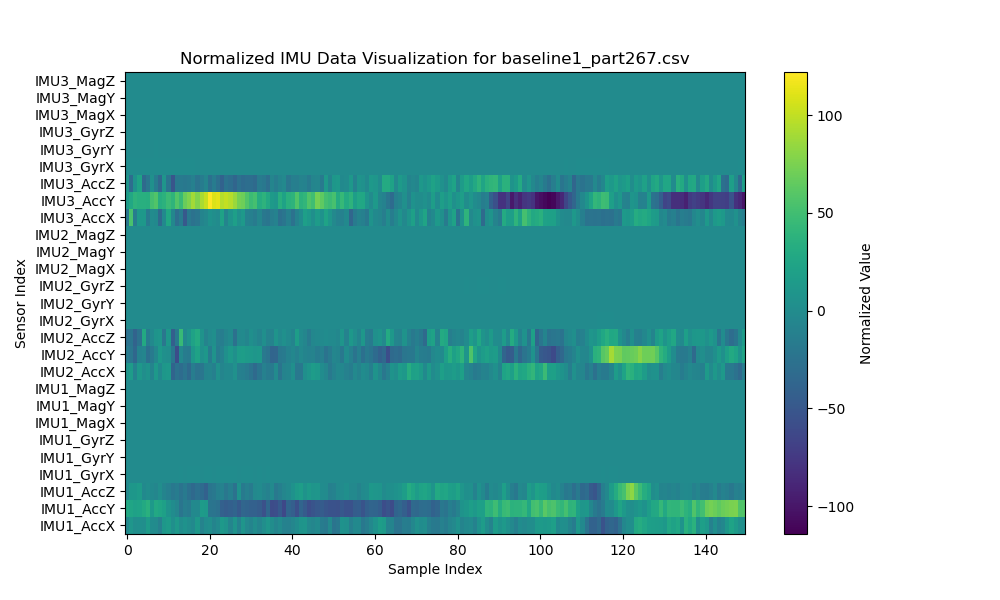 Normalized IMU Data Visualization for baseline1_part267.csv
IMU3_MagZ
IMU3_MagY
IMU3_MagX
IMU3_GyrZ
IMU3_GyrY
IMU3_GyrX
IMU3_AccZ
IMU3_AccY
IMU3_AccX
IMU2_MagZ
IMU2_MagY
IMU2_MagX
IMU2_GyrZ
IMU2_GyrY
IMU2_GyrX
IMU2_AccZ
IMU2_AccY
IMU2_AccX
IMU1_MagZ
IMU1_MagY
IMU1_MagX
IMU1_GyrZ
IMU1_GyrY
IMU1_GyrX
IMU1_AccZ
IMU1_AccY
IMU1_AccX
Sensor Index
0 20 40 60 80 100 120 140
Sample Index
100
50
0
−50
−100
Normalized Value